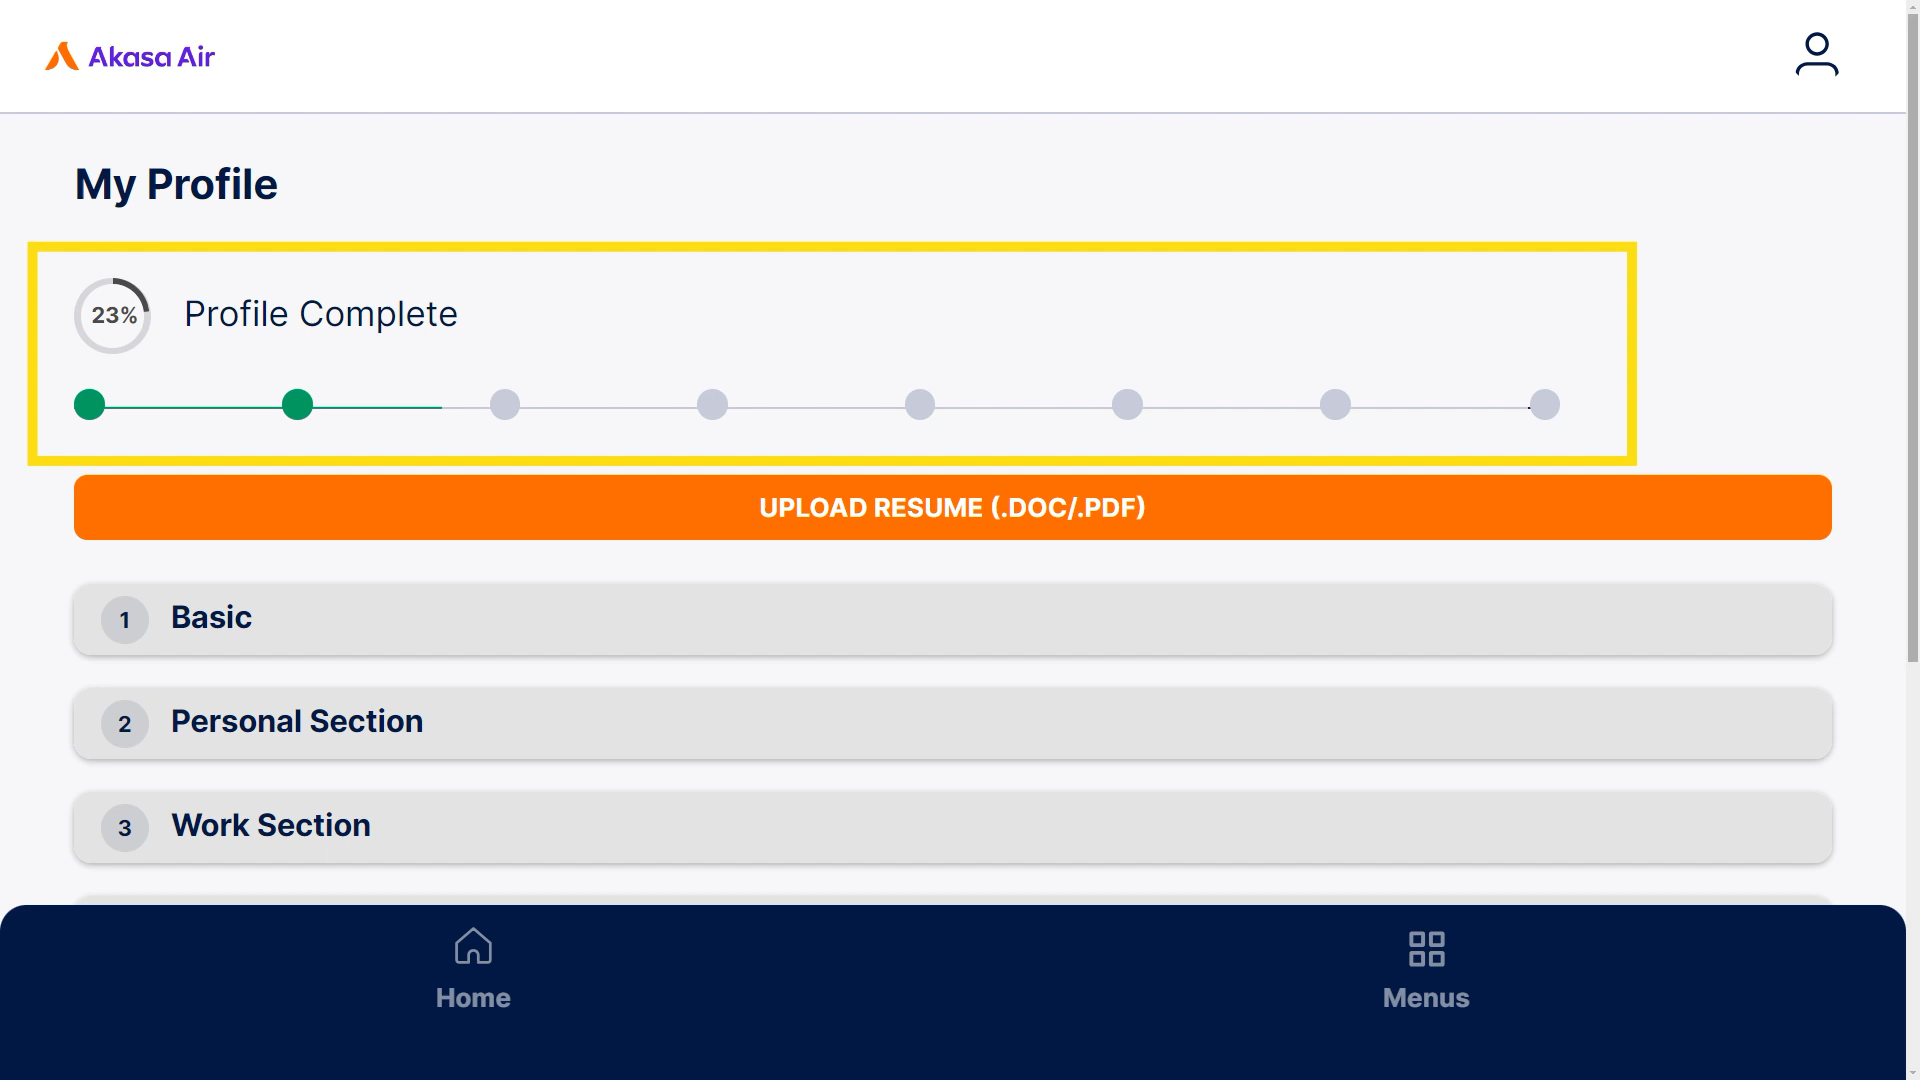 Akasa Air
My Profile
23% Profile Complete
UPLOAD RESUME (.DOC/.PDF)
1 Basic
2 Personal Section
3 Work Section
Home
Menus